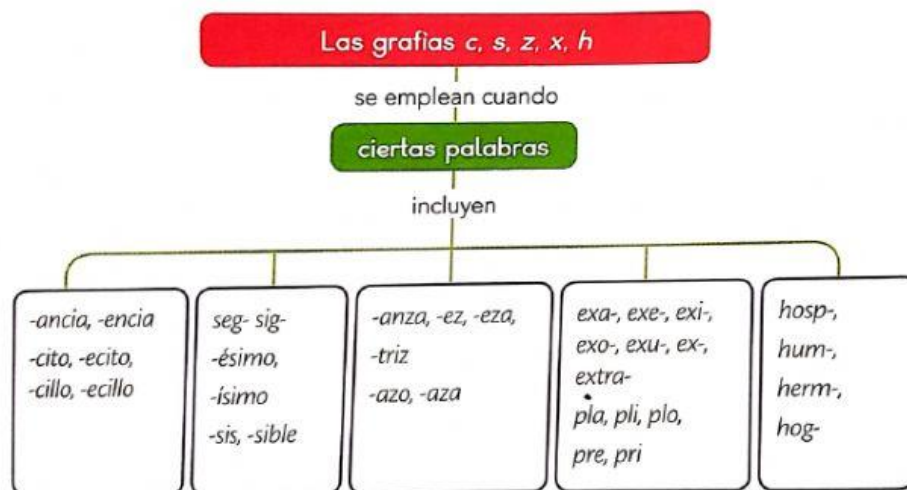 Las grafias c, s, z, x, h
se emplean cuando
ciertas palabras
incluyen
-ancia, -encia
-cito, -ecito,
-cillo, -ecillo
seg- sig-
-ésimo,
-ísimo
-sis, -sible
-anza, -ez, -eza,
-triz
-azo, -aza
exa-, exe-, exi-,
exo-, exu-, ex-,
extra-
pla, pli, plo,
pre, pri
hosp-,
hum-,
herm-,
hog-